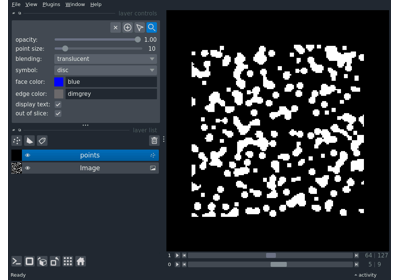 File View Plugins Window Help
layer controls
opacity: 1.00
point size: 10
blending: translucent
symbol: disc
face color: blue
edge color: dimgrey
display text:
out of slice:
layer list
points
Image
1 64 127
0 5 9
Ready activity